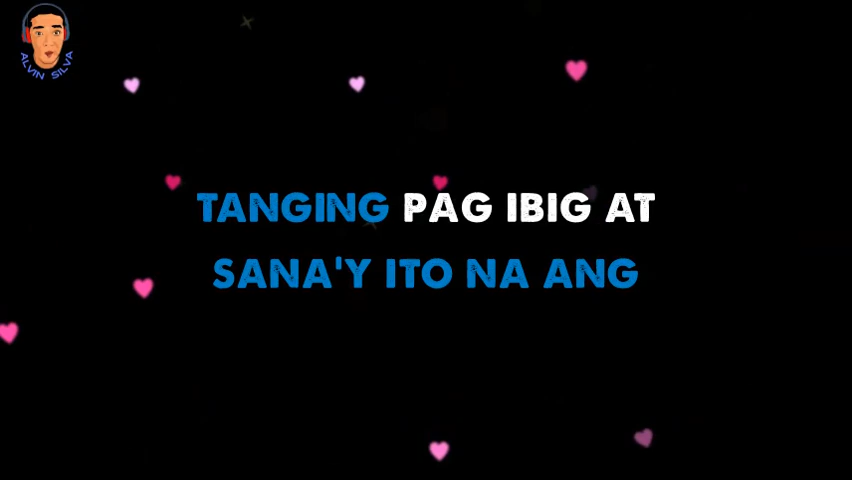 ALVIN SILVA
TANGING PAG IBIG AT
SANA'Y ITO NA ANG